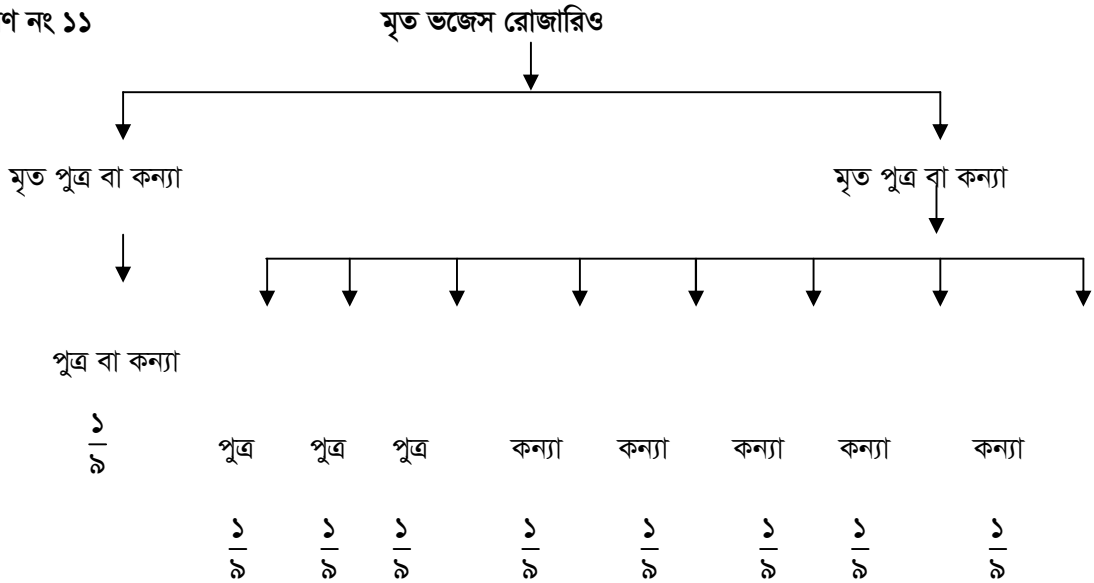 ণ নং ১১ মৃত ভজেস রোজারিও
মৃত পুত্র বা কন্যা মৃত পুত্র বা কন্যা
পুত্র বা কন্যা
১/৯
পুত্র পুত্র পুত্র কন্যা কন্যা কন্যা কন্যা কন্যা
১/৯ ১/৯ ১/৯ ১/৯ ১/৯ ১/৯ ১/৯ ১/৯